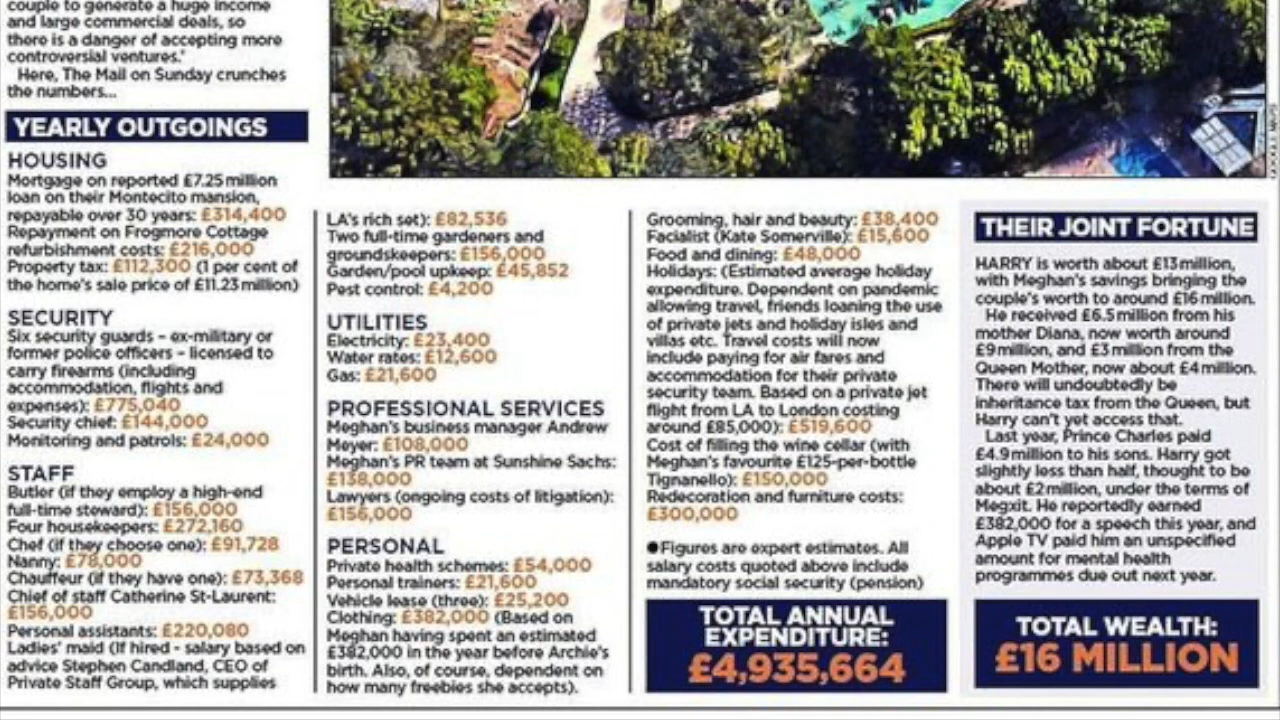 couple to generate a huge income
and large commercial deals, so
there is a danger of accepting more
controversial ventures.'
Here, The Mail on Sunday crunches
the numbers...
YEARLY OUTGOINGS
HOUSING
Mortgage on reported £7.25million
loan on their Montecito mansion,
repayable over 30 years: £314,400
Repayment on Frogmore Cottage
refurbishment costs: £216,000
Property tax: £112,300 (1 per cent of
the home's sale price of £11.23million)
SECURITY
Six security guards – ex-military or
former police officers – licensed to
carry firearms (including
accommodation, flights and
expenses): £775,040
Security chief: £144,000
Monitoring and patrols: £24,000
STAFF
Butler (if they employ a high-end
full-time steward): £156,000
Four housekeepers: £272,160
Chef (if they choose one): £91,728
Nanny: £78,000
Chauffeur (if they have one): £73,368
Chief of staff Catherine St-Laurent:
£156,000
Personal assistants: £220,080
Ladies' maid (If hired - salary based on
advice Stephen Candland, CEO of
Private Staff Group, which supplies
LA's rich set): £82,536
Two full-time gardeners and
groundskeepers: £156,000
Garden/pool upkeep: £45,852
Pest control: £4,200
UTILITIES
Electricity: £23,400
Water rates: £12,600
Gas: £21,600
PROFESSIONAL SERVICES
Meghan's business manager Andrew
Meyer: £108,000
Meghan's PR team at Sunshine Sachs:
£138,000
Lawyers (ongoing costs of litigation):
£156,000
PERSONAL
Private health schemes: £54,000
Personal trainers: £21,600
Vehicle lease (three): £25,200
Clothing: £382,000 (Based on
Meghan having spent an estimated
£382,000 in the year before Archie's
birth. Also, of course, dependent on
how many freebies she accepts).
Grooming, hair and beauty: £38,400
Facialist (Kate Somerville): £15,600
Food and dining: £48,000
Holidays: (Estimated average holiday
expenditure. Dependent on pandemic
allowing travel, friends loaning the use
of private jets and holiday isles and
villas etc. Travel costs will now
include paying for air fares and
accommodation for their private
security team. Based on a private jet
flight from LA to London costing
around £85,000): £519,600
Cost of filling the wine cellar (with
Meghan's favourite £125-per-bottle
Tignanello): £150,000
Redecoration and furniture costs:
£300,000
●Figures are expert estimates. All
salary costs quoted above include
mandatory social security (pension)
TOTAL ANNUAL
EXPENDITURE:
£4,935,664
THEIR JOINT FORTUNE
HARRY is worth about £13million,
with Meghan's savings bringing the
couple's worth to around £16million.
He received £6.5million from his
mother Diana, now worth around
£9million, and £3million from the
Queen Mother, now about £4million.
There will undoubtedly be
inheritance tax from the Queen, but
Harry can't yet access that.
Last year, Prince Charles paid
£4.9million to his sons. Harry got
slightly less than half, thought to be
about £2million, under the terms of
Megxit. He reportedly earned
£382,000 for a speech this year, and
Apple TV paid him an unspecified
amount for mental health
programmes due out next year.
TOTAL WEALTH:
£16 MILLION